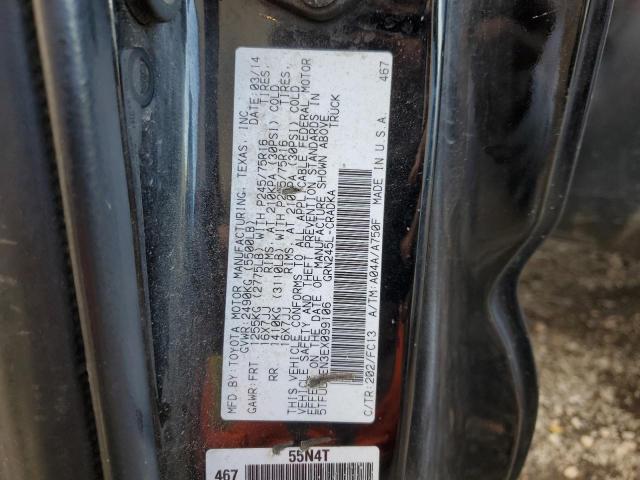 MFD BY: TOYOTA MOTOR MANUFACTURING, TEXAS, INC.
DATE: 03/14
GVWR: 2490KG (5500LB)
GAWR: FRT 1255KG (2775LB) WITH P245/75R16 TIRES
16X7JJ RIMS AT 210KPA (30PSI) COLD
RR 1410KG (3110LB) WITH P245/75R16 TIRES
16X7JJ RIMS AT 210KPA (30PSI) COLD
THIS VEHICLE CONFORMS TO ALL APPLICABLE FEDERAL MOTOR
VEHICLE SAFETY AND THEFT PREVENTION STANDARDS IN
EFFECT ON THE DATE OF MANUFACTURE SHOWN ABOVE.
TRUCK
GRN245L-CRADKA
C/TR: 202/FC13 A/TM: A04A/A750F MADE IN U.S.A.
467
55N4T
467